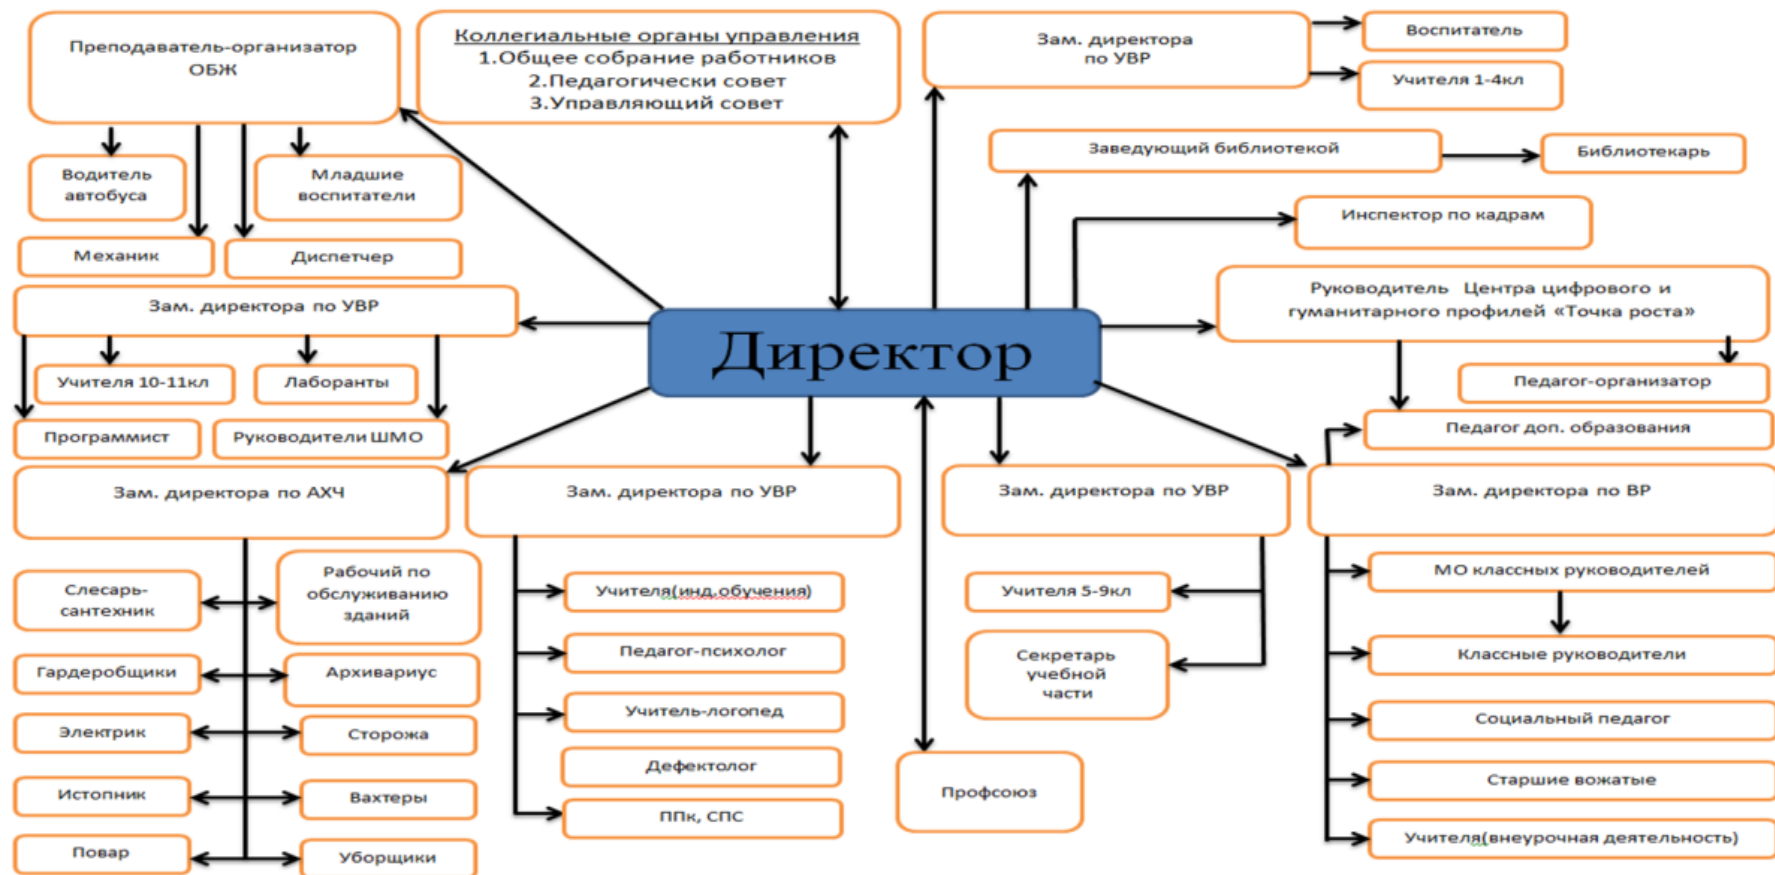 Преподаватель-организатор
ОБЖ
Коллегиальные органы управления
1.Общее собрание работников
2.Педагогически совет
3.Управляющий совет
Зам. директора
по УВР
Воспитатель
Учителя 1-4кл
Заведующий библиотекой
Библиотекарь
Водитель
автобуса
Младшие
воспитатели
Инспектор по кадрам
Механик
Диспетчер
Зам. директора по УВР
Руководитель Центра цифрового и
гуманитарного профилей «Точка роста»
Директор
Учителя 10-11кл
Лаборанты
Педагог-организатор
Программист
Руководители ШМО
Педагог доп. образования
Зам. директора по АХЧ
Зам. директора по УВР
Зам. директора по УВР
Зам. директора по ВР
Слесарь-
сантехник
Рабочий по
обслуживанию
зданий
Гардеробщики
Архивариус
Электрик
Сторожа
Истопник
Вахтеры
Повар
Уборщики
Учителя(инд.обучения)
Педагог-психолог
Учитель-логопед
Дефектолог
ППк, СПС
Профсоюз
Учителя 5-9кл
Секретарь
учебной
части
МО классных руководителей
Классные руководители
Социальный педагог
Старшие вожатые
Учителя(внеурочная деятельность)